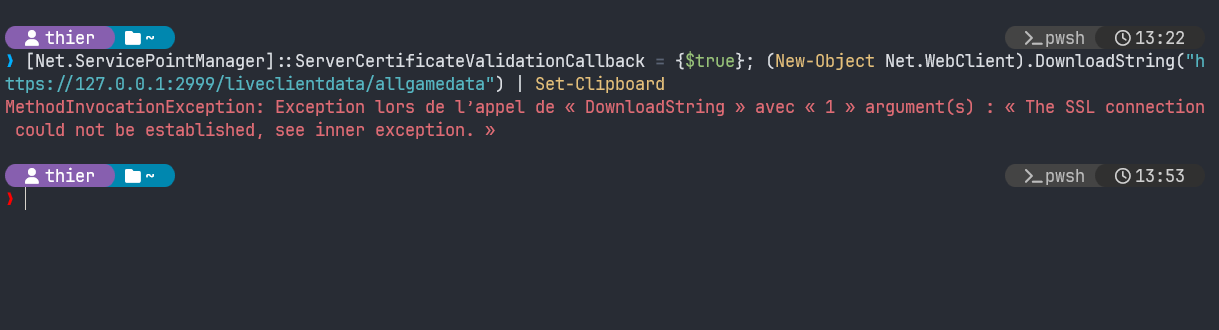 thier ~ pwsh 13:22
❯ [Net.ServicePointManager]::ServerCertificateValidationCallback = {$true}; (New-Object Net.WebClient).DownloadString("h
ttps://127.0.0.1:2999/liveclientdata/allgamedata") | Set-Clipboard
MethodInvocationException: Exception lors de l’appel de « DownloadString » avec « 1 » argument(s) : « The SSL connection
could not be established, see inner exception. »
thier ~ pwsh 13:53
❯